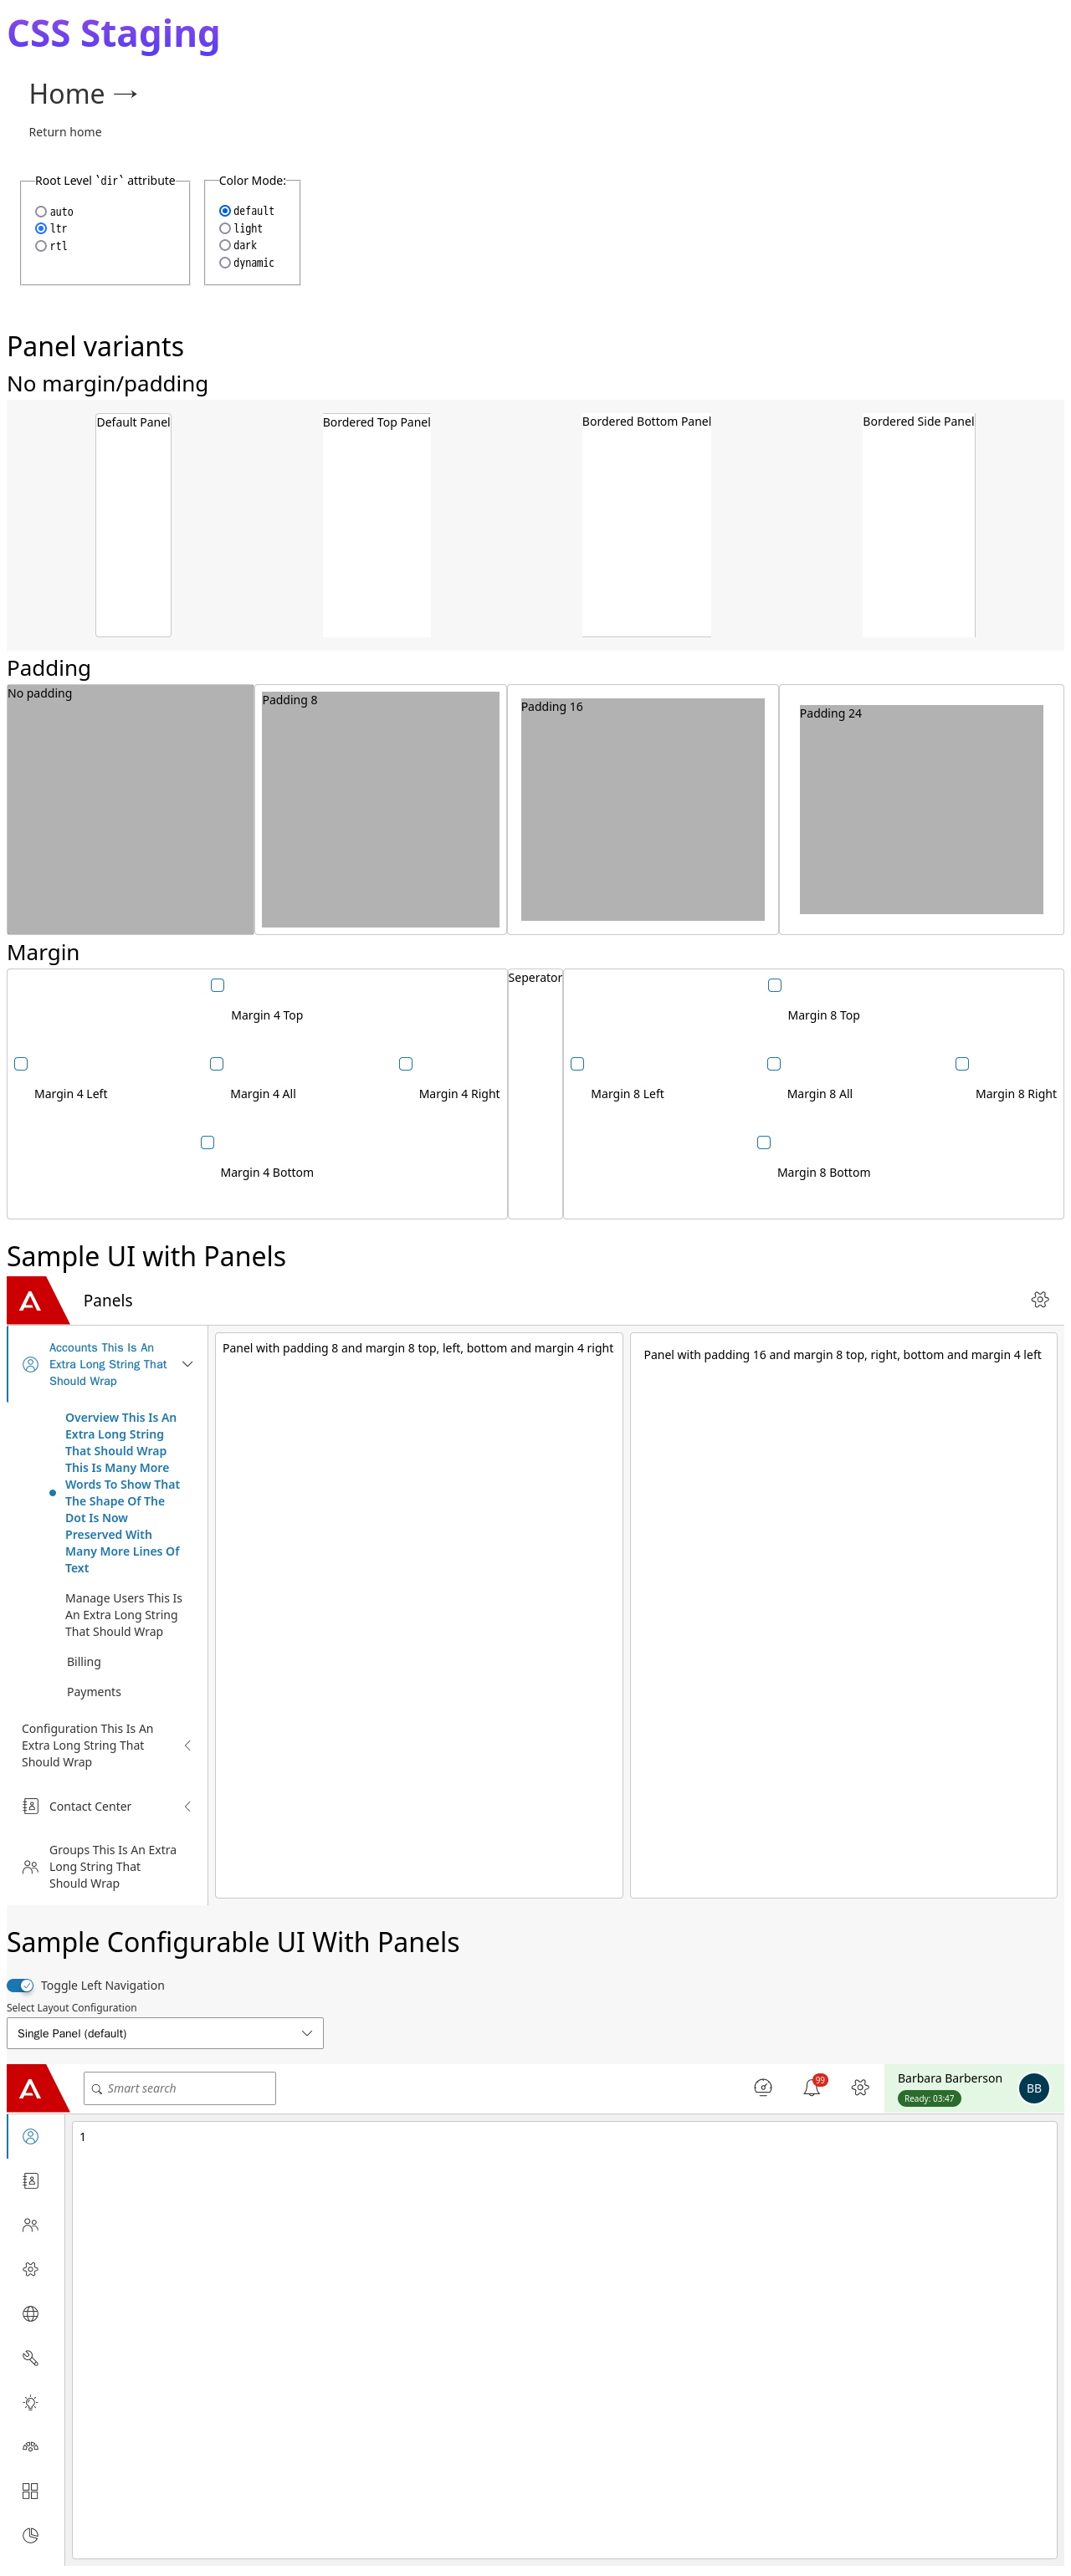 CSS Staging
Home →
Return home
Root Level `dir` attribute
auto
ltr
rtl
Color Mode:
default
light
dark
dynamic
Panel variants
No margin/padding
Default Panel
Bordered Top Panel
Bordered Bottom Panel
Bordered Side Panel
Padding
No padding
Padding 8
Padding 16
Padding 24
Margin
Margin 4 Top
Margin 4 Left
Margin 4 All
Margin 4 Right
Margin 4 Bottom
Seperator
Margin 8 Top
Margin 8 Left
Margin 8 All
Margin 8 Right
Margin 8 Bottom
Sample UI with Panels
Panels
Accounts This Is An
Extra Long String That
Should Wrap
Overview This Is An
Extra Long String
That Should Wrap
This Is Many More
Words To Show That
The Shape Of The
Dot Is Now
Preserved With
Many More Lines Of
Text
Manage Users This Is
An Extra Long String
That Should Wrap
Billing
Payments
Configuration This Is An
Extra Long String That
Should Wrap
Contact Center
Groups This Is An Extra
Long String That
Should Wrap
Panel with padding 8 and margin 8 top, left, bottom and margin 4 right
Panel with padding 16 and margin 8 top, right, bottom and margin 4 left
Sample Configurable UI With Panels
Toggle Left Navigation
Select Layout Configuration
Single Panel (default)
Smart search
99
Barbara Barberson
Ready: 03:47
BB
1